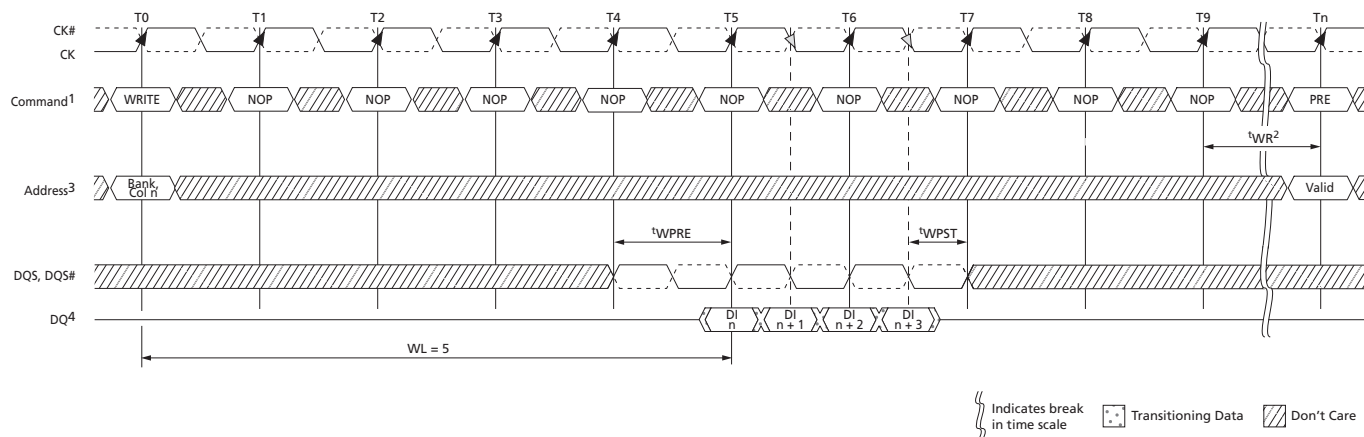 T0 T1 T2 T3 T4 T5 T6 T7 T8 T9 Tn
CK#
CK
Command1 WRITE NOP NOP NOP NOP NOP NOP NOP NOP NOP PRE
tWR2
Address3 Bank, Col n Valid
tWPRE tWPST
DQS, DQS#
DQ4 DI n DI n + 1 DI n + 2 DI n + 3
WL = 5
Indicates break
in time scale
Transitioning Data
Don't Care